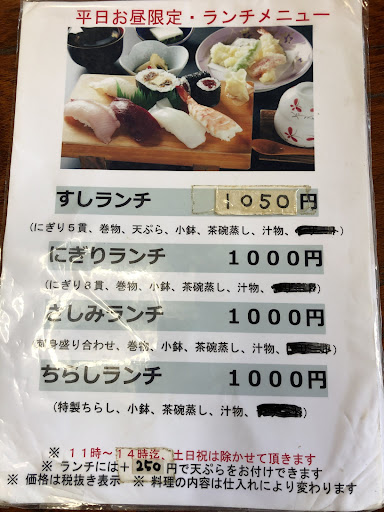 平日お昼限定・ランチメニュー
すしランチ 1050円
(にぎり5貫、巻物、天ぷら、小鉢、茶碗蒸し、汁物、
にぎりランチ 1000円
(にぎり8貫、巻物、小鉢、茶碗蒸し、汁物、
さしみランチ 1000円
身盛り合わせ、巻物、小鉢、茶碗蒸し、汁物、
ちらしランチ 1000円
(特製ちらし、小鉢、茶碗蒸し、汁物、
※ 11時~14時迄、土日祝は除かせて頂きます
※ ランチには+250円で天ぷらをお付けできます
※ 価格は税抜き表示 ※ 料理の内容は仕入れにより変わります